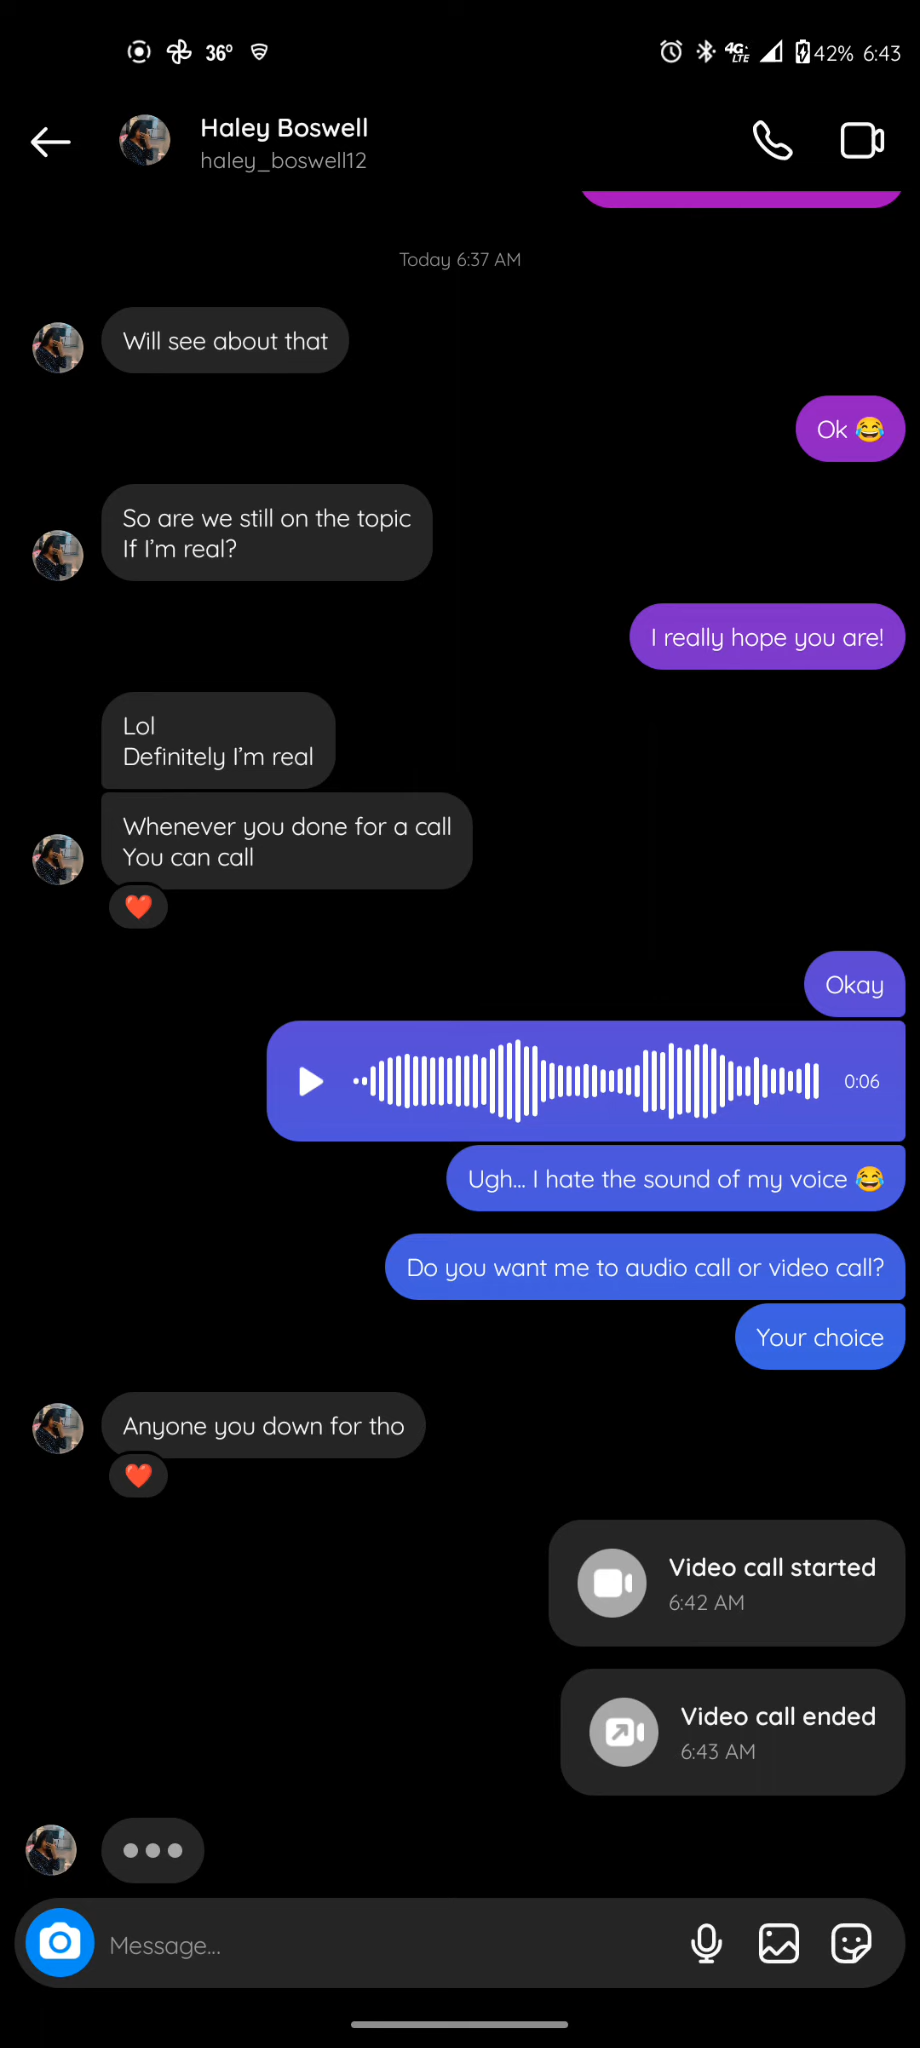 36° 4G LTE 42% 6:43
Haley Boswell
haley_boswell12
Today 6:37 AM
Will see about that
Ok 😂
So are we still on the topic
If I'm real?
I really hope you are!
Lol
Definitely I'm real
Whenever you done for a call
You can call
❤️
Okay
0:06
Ugh... I hate the sound of my voice 😂
Do you want me to audio call or video call?
Your choice
Anyone you down for tho
❤️
Video call started
6:42 AM
Video call ended
6:43 AM
Message...